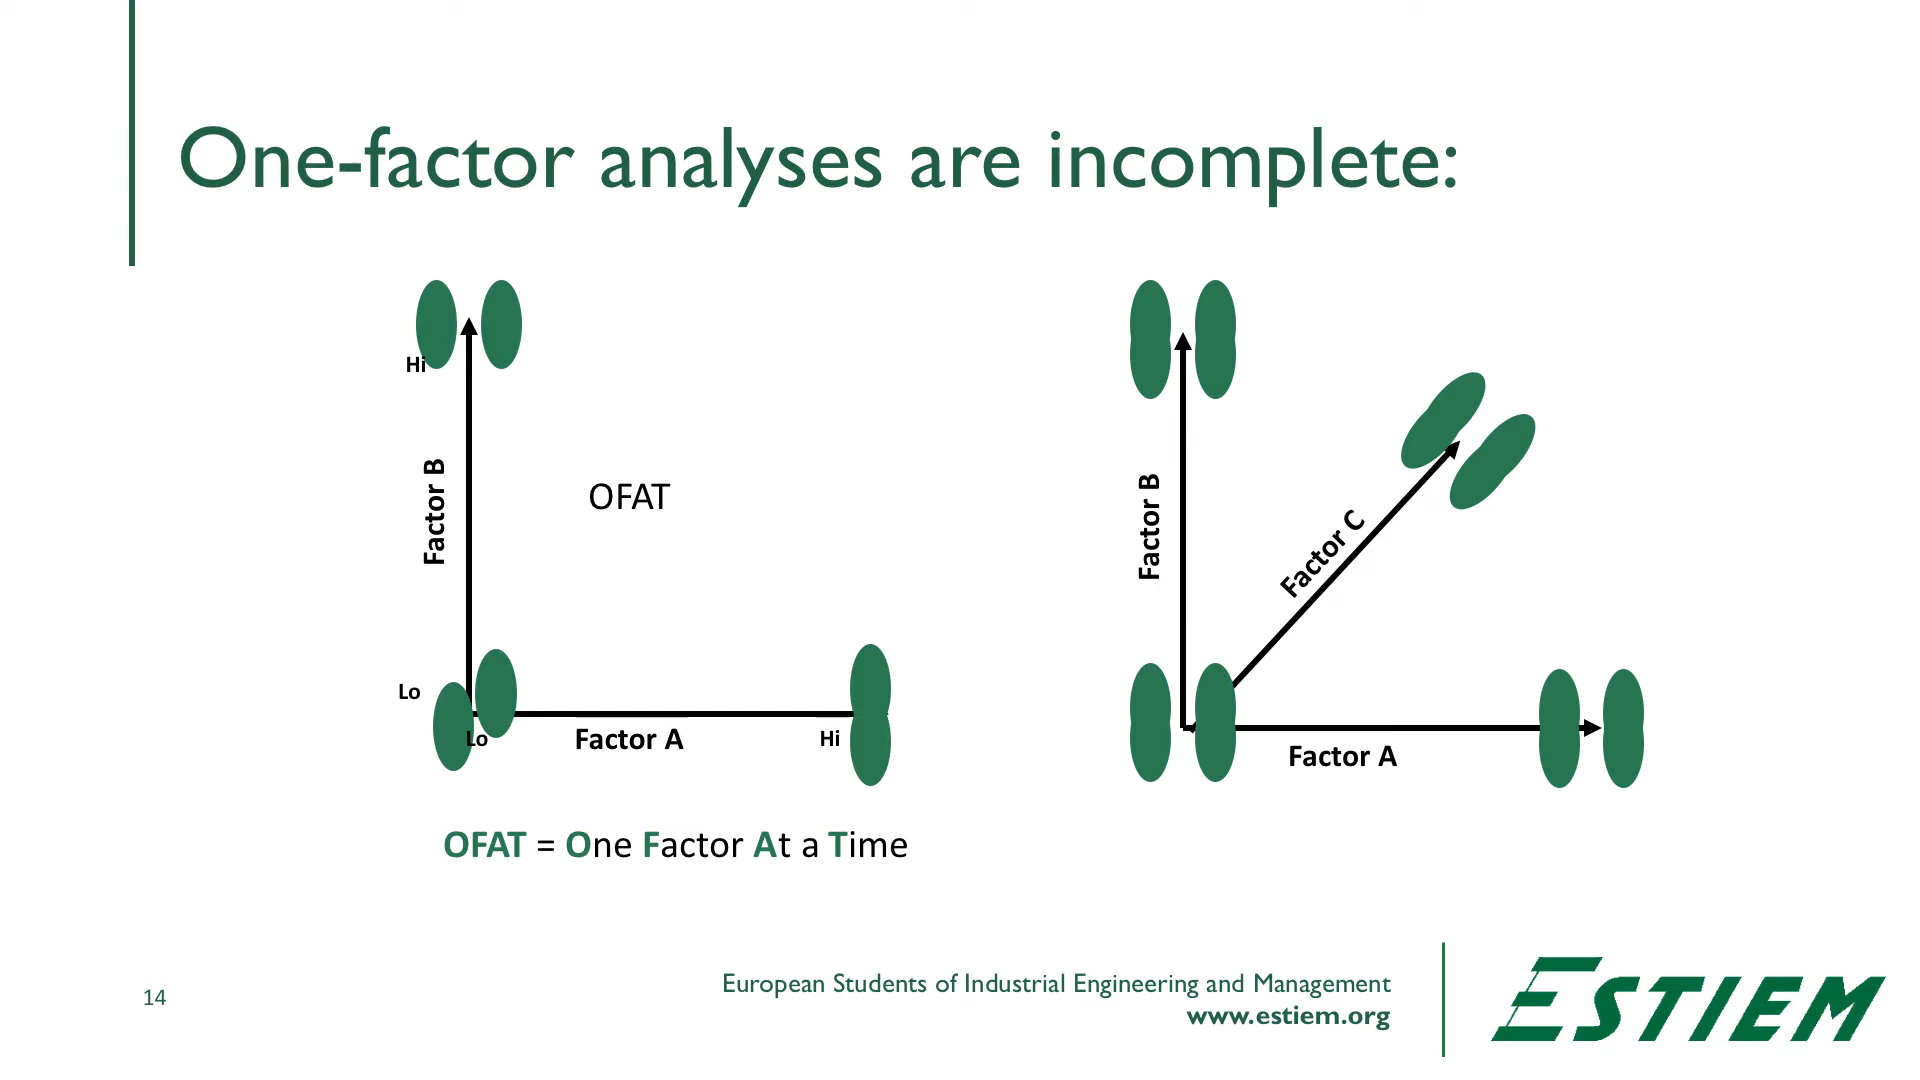 One-factor analyses are incomplete:
Hi
Factor B
OFAT
Lo
Lo
Factor A
Hi
Factor B
Factor C
Factor A
OFAT = One Factor At a Time
14
European Students of Industrial Engineering and Management
www.estiem.org
ESTIEM